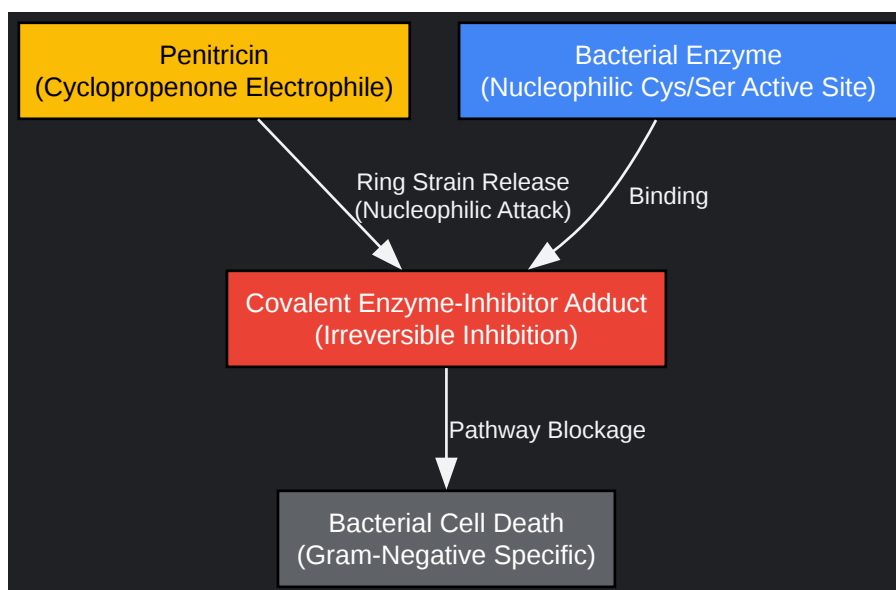 Penitricin
(Cyclopropenone Electrophile)
Bacterial Enzyme
(Nucleophilic Cys/Ser Active Site)
Ring Strain Release
(Nucleophilic Attack)
Binding
Covalent Enzyme-Inhibitor Adduct
(Irreversible Inhibition)
Pathway Blockage
Bacterial Cell Death
(Gram-Negative Specific)